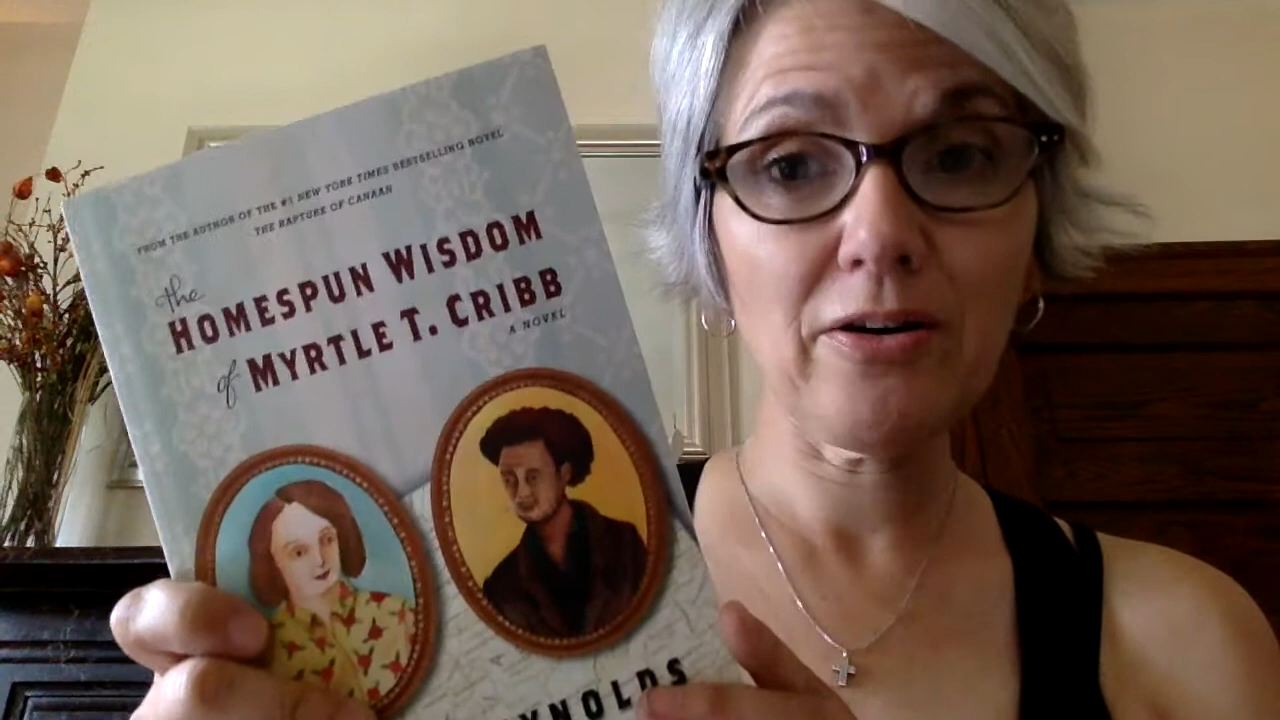 FROM THE AUTHOR OF THE #1 NEW YORK TIMES BESTSELLING NOVEL
THE RAPTURE OF CANAAN
the
HOMESPUN WISDOM
of MYRTLE T. CRIBB
A NOVEL
YNOLDS